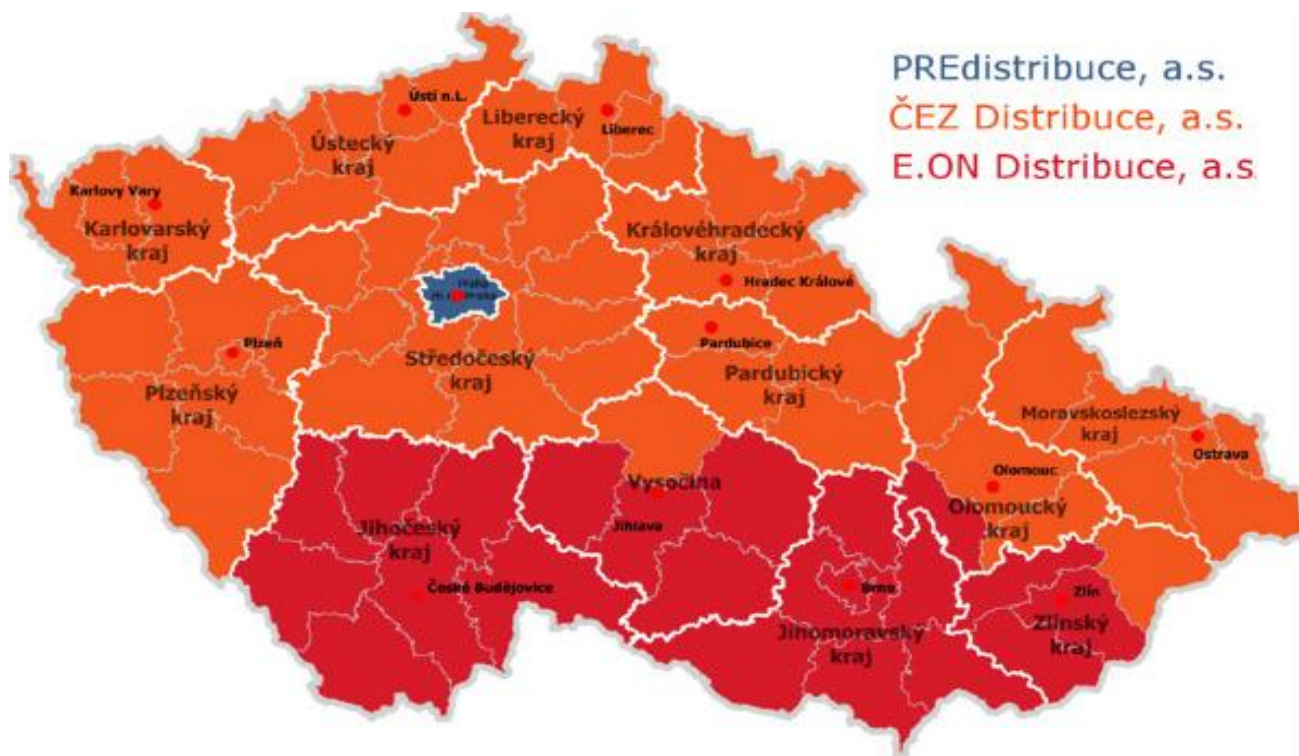 PREdistribuce, a.s.
ČEZ Distribuce, a.s.
E.ON Distribuce, a.s
Ústí n.L.
Liberecký
kraj
Liberec
Ústecký
kraj
Karlovy Vary
Karlovarský
kraj
Královéhradecký
kraj
Hradec Králové
Praha
Plzeň
Pardubice
Středočeský
kraj
Pardubický
kraj
Plzeňský
kraj
Moravskoslezský
kraj
Ostrava
Olomouc
Olomoucký
kraj
Vysočina
Jihlava
Jihočeský
kraj
České Budějovice
Brno
Zlín
Zlínský
kraj
Jihomoravský
kraj